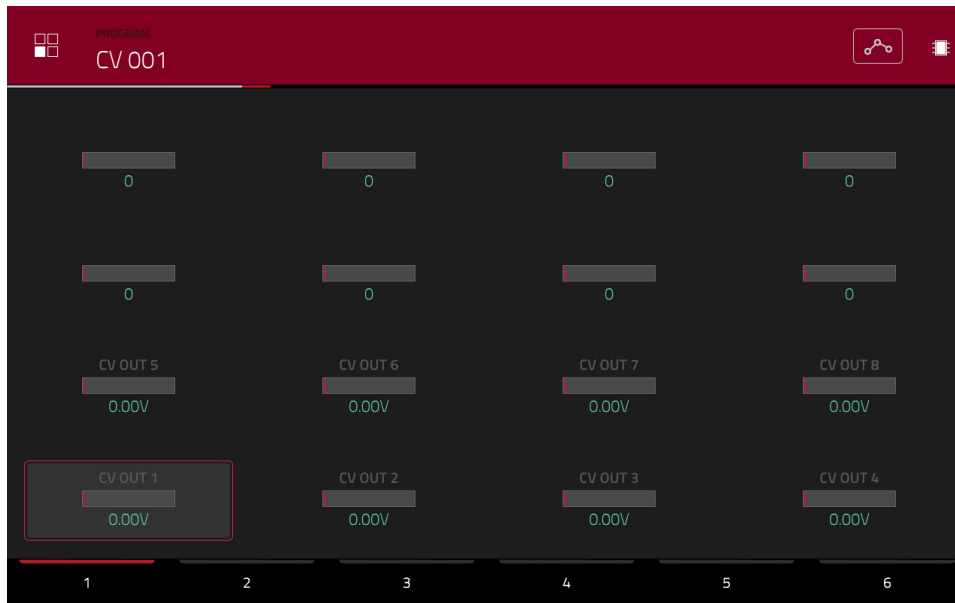 PROGRAM
CV 001
0 0 0 0
0 0 0 0
CV OUT 5 CV OUT 6 CV OUT 7 CV OUT 8
0.00V 0.00V 0.00V 0.00V
CV OUT 1 CV OUT 2 CV OUT 3 CV OUT 4
0.00V 0.00V 0.00V 0.00V
1 2 3 4 5 6